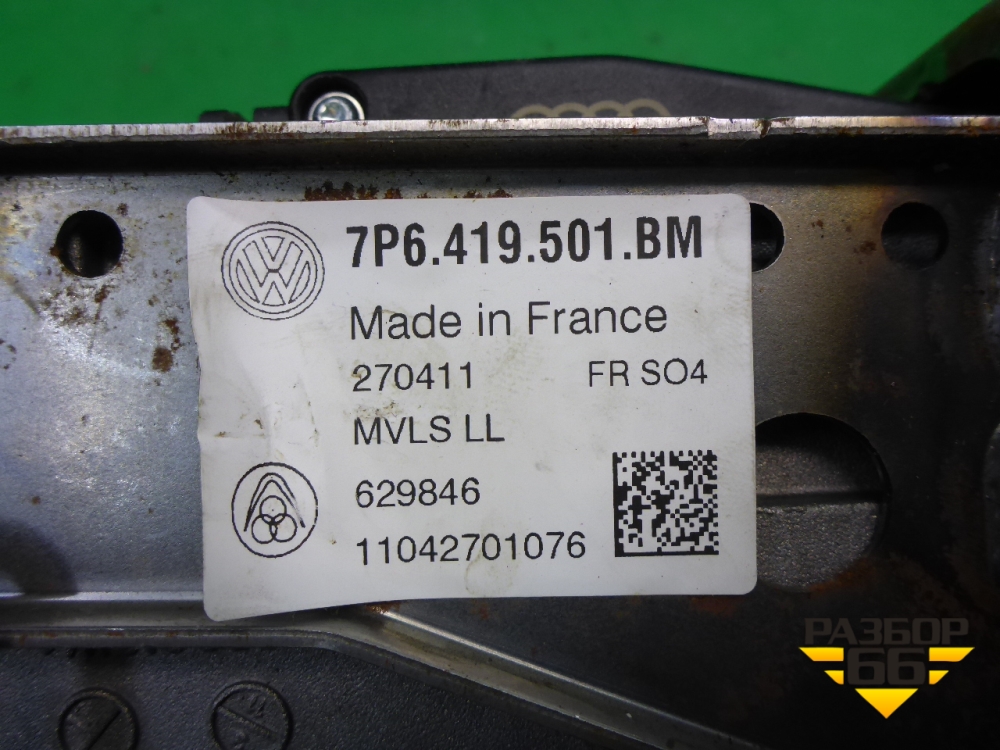 7P6.419.501.BM
Made in France
270411 FR SO4
MVLS LL
629846
11042701076
РАЗБОР
66